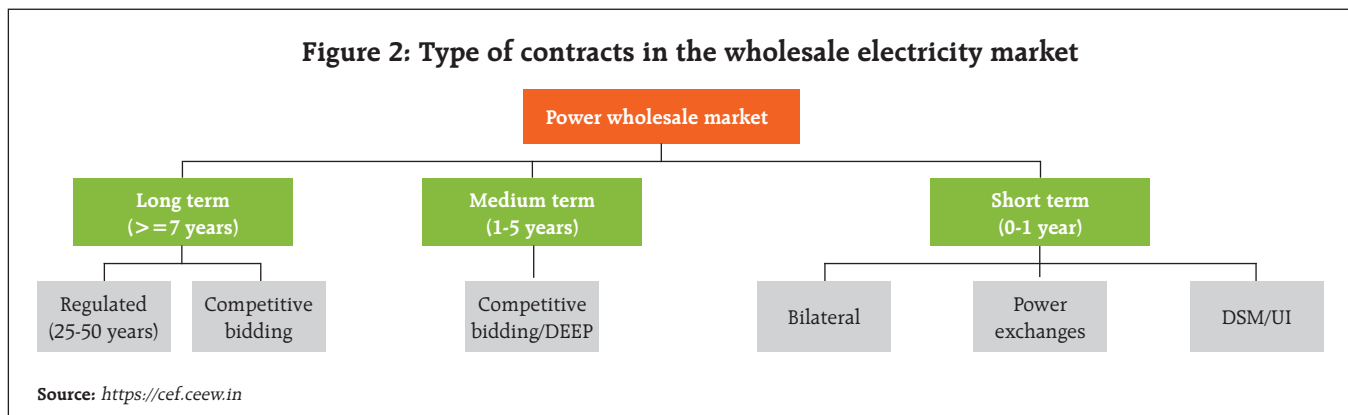 Figure 2: Type of contracts in the wholesale electricity market
Power wholesale market
Long term
(>=7 years)
Medium term
(1-5 years)
Short term
(0-1 year)
Regulated
(25-50 years)
Competitive
bidding
Competitive
bidding/DEEP
Bilateral
Power
exchanges
DSM/UI
Source: https://cef.ceew.in